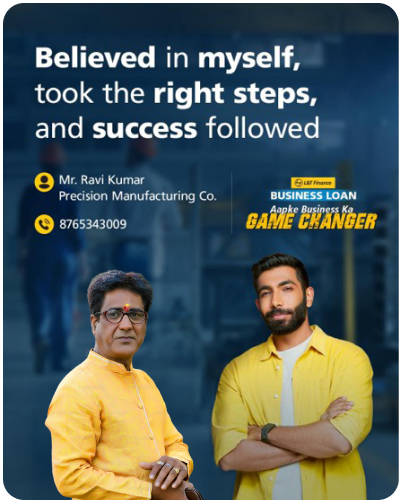 Believed in myself,
took the right steps,
and success followed
Mr. Ravi Kumar
Precision Manufacturing Co.
8765343009
L&T Finance
BUSINESS LOAN
Aapke Business Ka
GAME CHANGER